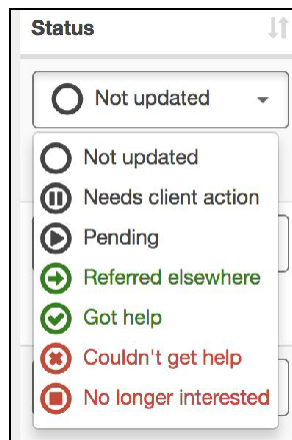 Status
Not updated
Not updated
Needs client action
Pending
Referred elsewhere
Got help
Couldn't get help
No longer interested